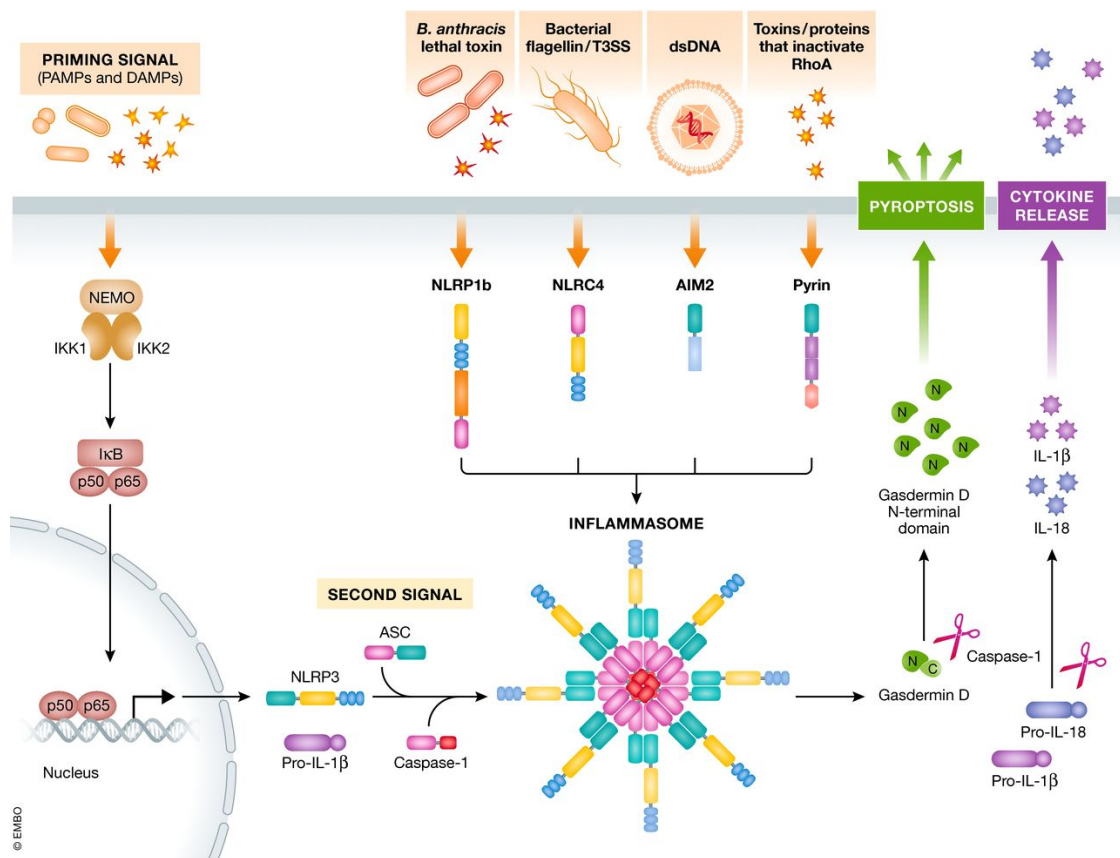 PRIMING SIGNAL
(PAMPs and DAMPs)
B. anthracis
lethal toxin
Bacterial
flagellin/T3SS
dsDNA
Toxins/proteins
that inactivate
RhoA
PYROPTOSIS
CYTOKINE
RELEASE
NEMO
IKK1
IKK2
NLRP1b
NLRC4
AIM2
Pyrin
IκB
p50
p65
N
N
N
N
N
N
Gasdermin D
N-terminal
domain
IL-1β
IL-18
INFLAMMASOME
SECOND SIGNAL
ASC
NLRP3
Pro-IL-1β
Caspase-1
p50
p65
Nucleus
N
C
Gasdermin D
Caspase-1
Pro-IL-18
Pro-IL-1β
© EMBO